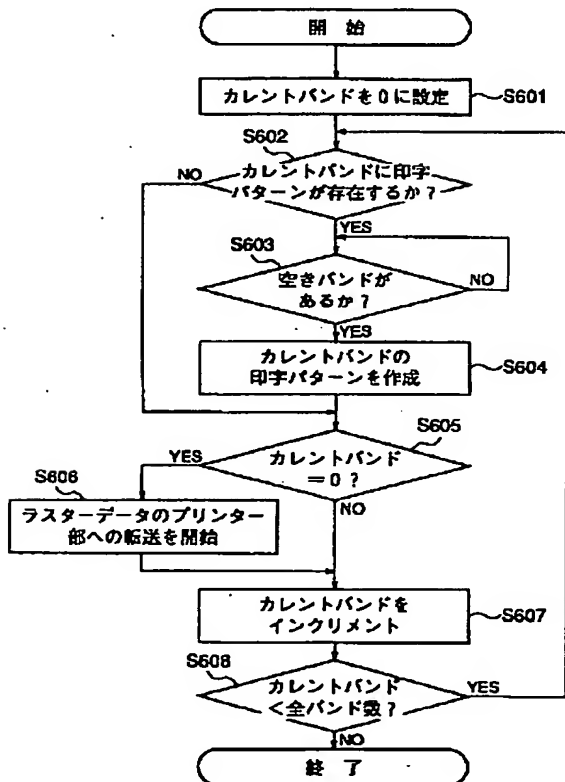 開 始
カレントバンドを0に設定
S601
S602
カレントバンドに印字
パターンが存在するか?
NO
YES
S603
空きバンドが
あるか?
NO
YES
カレントバンドの
印字パターンを作成
S604
S605
カレントバンド
=0?
YES
NO
S606
ラスターデータのプリンター
部への転送を開始
カレントバンドを
インクリメント
S607
S608
カレントバンド
<全バンド数?
YES
NO
終 了